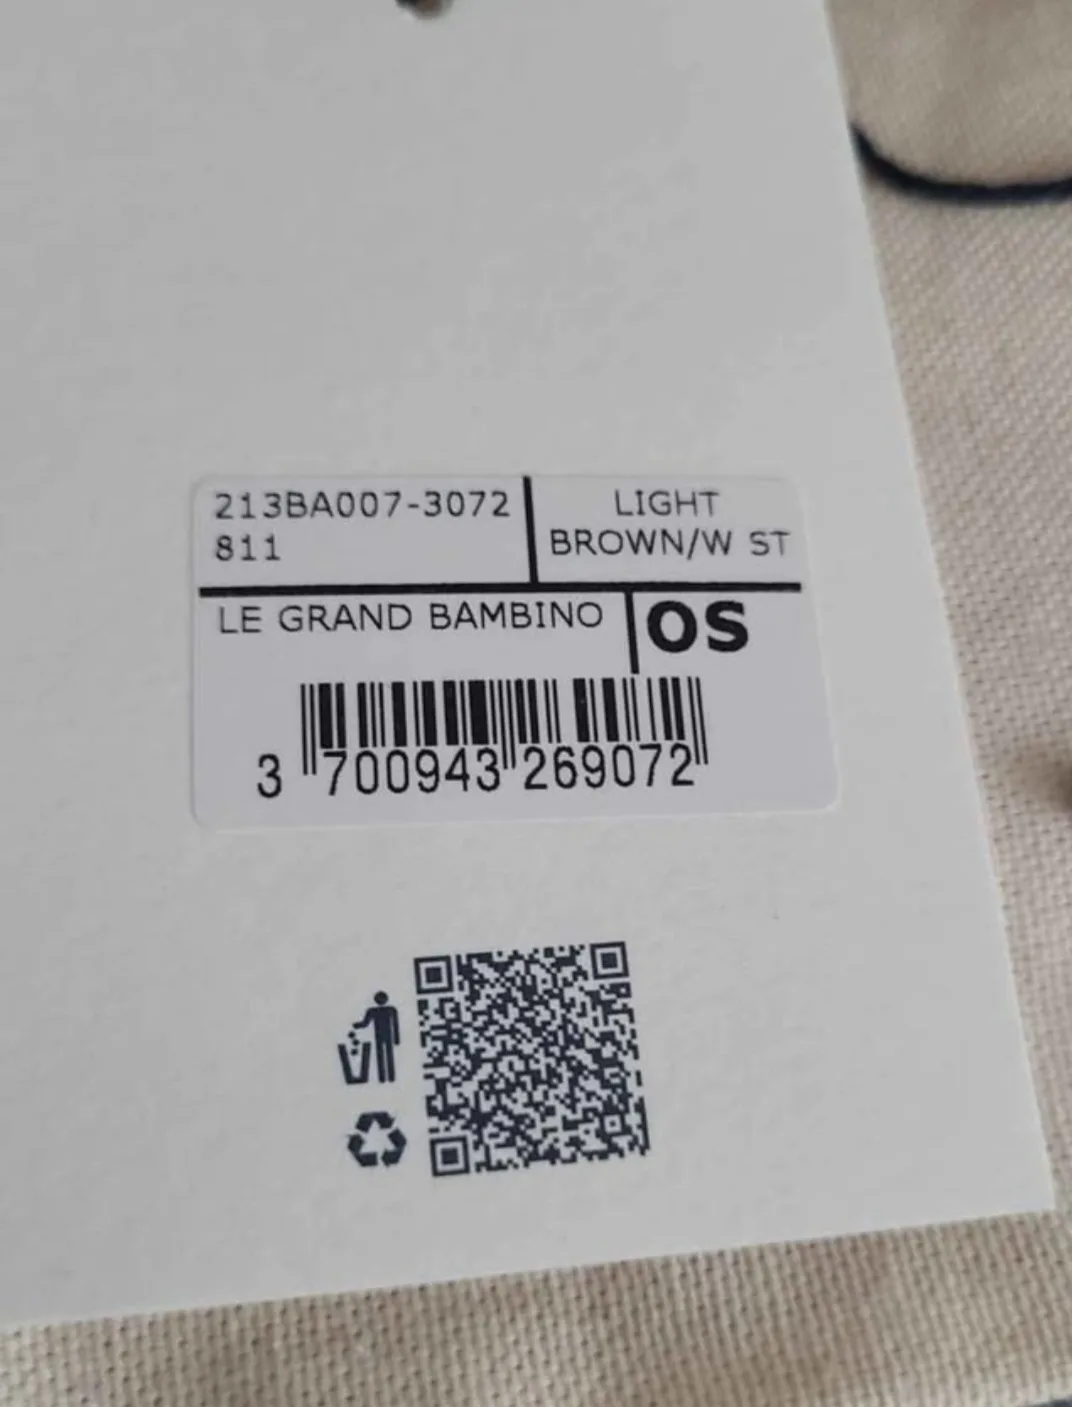 213BA007-3072
811
LIGHT
BROWN/W ST
LE GRAND BAMBINO
OS
3 700943 269072